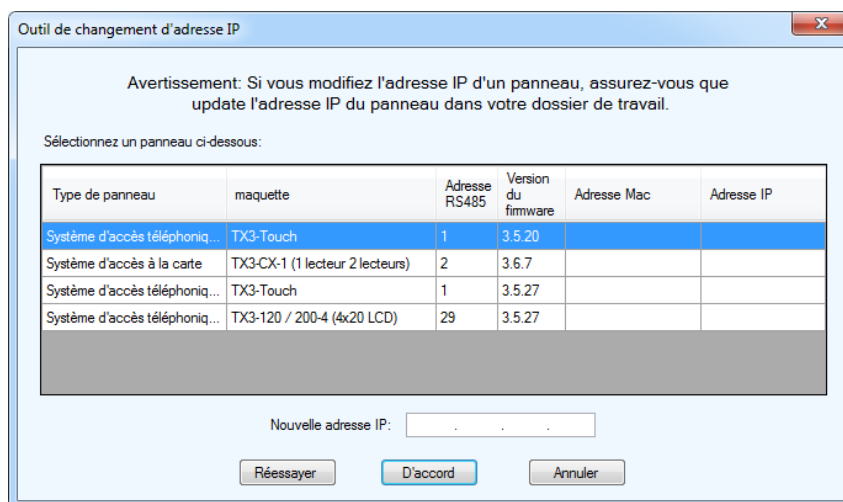 Outil de changement d'adresse IP
Avertissement: Si vous modifiez l'adresse IP d'un panneau, assurez-vous que
update l'adresse IP du panneau dans votre dossier de travail.
Sélectionnez un panneau ci-dessous:
Type de panneau maquette Adresse RS485 Version du firmware Adresse Mac Adresse IP
Système d'accès téléphoniq... TX3-Touch 1 3.5.20
Système d'accès à la carte TX3-CX-1 (1 lecteur 2 lecteurs) 2 3.6.7
Système d'accès téléphoniq... TX3-Touch 1 3.5.27
Système d'accès téléphoniq... TX3-120 / 200-4 (4x20 LCD) 29 3.5.27
Nouvelle adresse IP: . . .
Réessayer D'accord Annuler